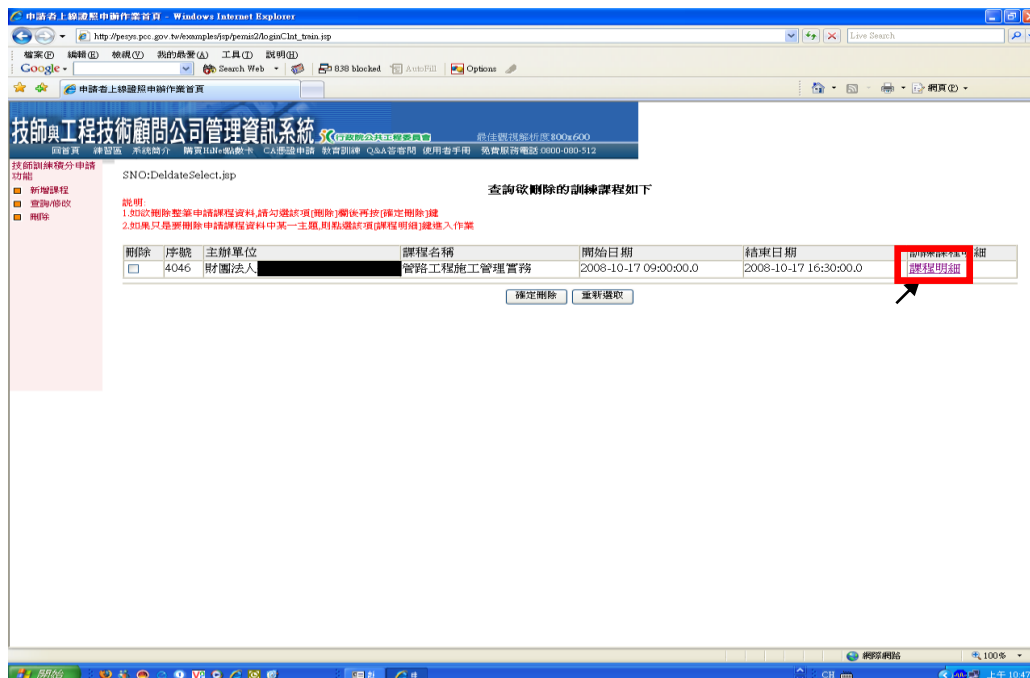 申請者上線證照申辦作業首頁 - Windows Internet Explorer
http://pesys.pcc.gov.tw/examples/jsp/pemis2/loginClnt_train.jsp
Live Search
檔案(F) 編輯(E) 檢視(V) 我的最愛(A) 工具(T) 說明(H)
Google
Search Web
838 blocked
AutoFill
Options
申請者上線證照申辦作業首頁
網頁(P)
技師與工程技術顧問公司管理資訊系統
行政院公共工程委員會
最佳觀視解析度800x600
回首頁 練習區 系統簡介 購買HiNet點數卡 CA憑證申請 教育訓練 Q&A答客問 使用者手冊 免費服務電話:0800-080-512
技師訓練積分申請功能
新增課程
查詢/修改
刪除
SNO:DeldateSelect.jsp
查詢欲刪除的訓練課程如下
說明:
1.如欲刪除整筆申請課程資料,請勾選該項[刪除]欄後再按[確定刪除]鍵
2.如果只是要刪除申請課程資料中某一主題,則點選該項[課程明細]鍵進入作業
刪除 序號 主辦單位 課程名稱 開始日期 結束日期 訓練課程明細
4046 財團法人 管路工程施工管理實務 2008-10-17 09:00:00.0 2008-10-17 16:30:00.0 課程明細
確定刪除 重新選取
網際網路
100%
開始
CH
上午 10:47